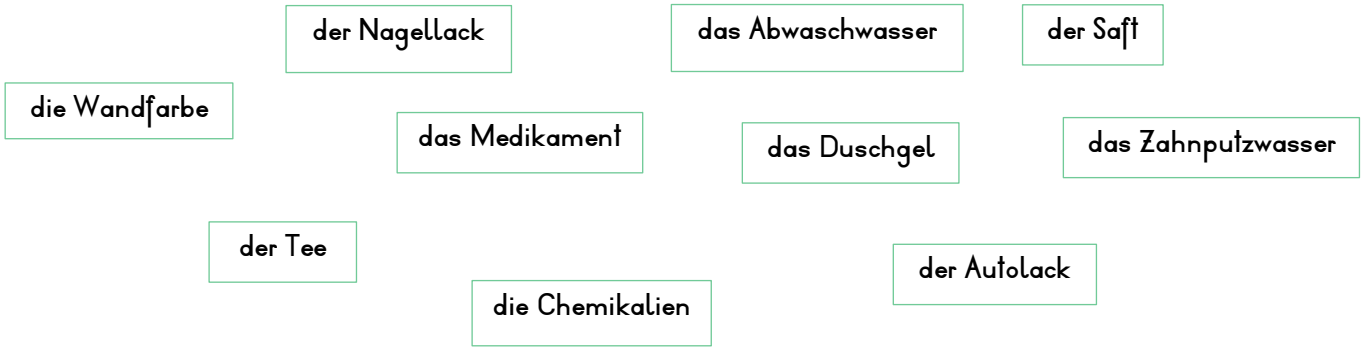 der Nagellack
das Abwaschwasser
der Saft
die Wandfarbe
das Medikament
das Duschgel
das Zahnputzwasser
der Tee
der Autolack
die Chemikalien